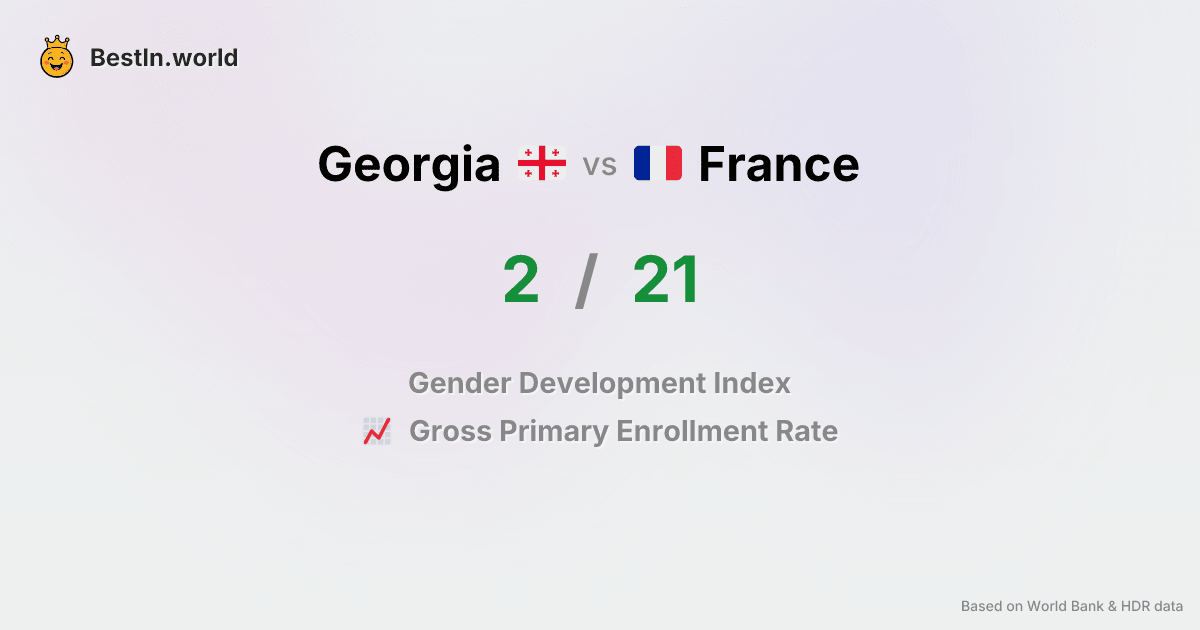 BestIn.world
Georgia vs France
2 / 21
Gender Development Index
Gross Primary Enrollment Rate
Based on World Bank & HDR data